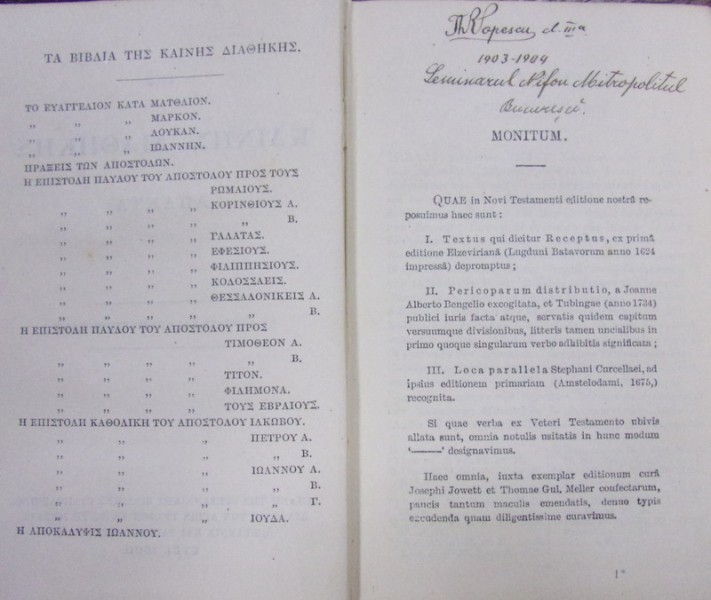 ΤΑ ΒΙΒΛΙΑ ΤΗΣ ΚΑΙΝΗΣ ΔΙΑΘΗΚΗΣ.
ΤΟ ΕΥΑΓΓΕΛΙΟΝ ΚΑΤΑ ΜΑΤΘΑΙΟΝ.
„ „ „ ΜΑΡΚΟΝ.
„ „ „ ΛΟΥΚΑΝ.
„ „ „ ΙΩΑΝΝΗΝ.
ΠΡΑΞΕΙΣ ΤΩΝ ΑΠΟΣΤΟΛΩΝ.
Η ΕΠΙΣΤΟΛΗ ΠΑΥΛΟΥ ΤΟΥ ΑΠΟΣΤΟΛΟΥ ΠΡΟΣ ΤΟΥΣ
ΡΩΜΑΙΟΥΣ.
„ „ „ „ ΚΟΡΙΝΘΙΟΥΣ Α.
„ „ „ „ „ Β.
„ „ „ „ ΓΑΛΑΤΑΣ.
„ „ „ „ ΕΦΕΣΙΟΥΣ.
„ „ „ „ ΦΙΛΙΠΠΗΣΙΟΥΣ.
„ „ „ „ ΚΟΛΟΣΣΑΕΙΣ.
„ „ „ „ ΘΕΣΣΑΛΟΝΙΚΕΙΣ Α.
„ „ „ „ „ Β.
Η ΕΠΙΣΤΟΛΗ ΠΑΥΛΟΥ ΤΟΥ ΑΠΟΣΤΟΛΟΥ ΠΡΟΣ
ΤΙΜΟΘΕΟΝ Α.
„ „ „ „ „ Β.
„ „ „ „ ΤΙΤΟΝ.
„ „ „ „ ΦΙΛΗΜΟΝΑ.
„ „ „ „ ΤΟΥΣ ΕΒΡΑΙΟΥΣ.
Η ΕΠΙΣΤΟΛΗ ΚΑΘΟΛΙΚΗ ΤΟΥ ΑΠΟΣΤΟΛΟΥ ΙΑΚΩΒΟΥ.
„ „ „ ΠΕΤΡΟΥ Α.
„ „ „ „ Β.
„ „ „ ΙΩΑΝΝΟΥ Α.
„ „ „ „ Β.
„ „ „ „ Γ.
„ „ „ ΙΟΥΔΑ.
Η ΑΠΟΚΑΛΥΨΙΣ ΙΩΑΝΝΟΥ.
Popescu cl. IIIa
1903-1904
Seminarul Nifon Mitropolitul
București
MONITUM.
QUAE in Novi Testamenti editione nostrâ re-
posuimus haec sunt :
I. Textus qui dicitur Receptus, ex primâ
editione Elzevirianâ (Lugduni Batavorum anno 1624
impressâ) depromptus ;
II. Pericoparum distributio, a Joanne
Alberto Bengelio excogitata, et Tubingae (anno 1734)
publici iuris facta atque, servatis quidem capitum
versuumque divisionibus, litteris tamen uncialibus in
primo quoque singularum verbo adhibitis significata ;
III. Loca parallela Stephani Curcellaei, ad
ipsius editionem primariam (Amstelodami, 1675,)
recognita.
Si quae verba ex Veteri Testamento ubivis
allata sunt, omnia notulis usitatis in hunc modum
‘———’ designavimus.
Haec omnia, iuxta exemplar editionum curâ
Josephi Jowett et Thomae Gul. Meller confectarum,
paucis tantum maculis emendatis, denuo typis
excudenda quam diligentissime curavimus.
1*